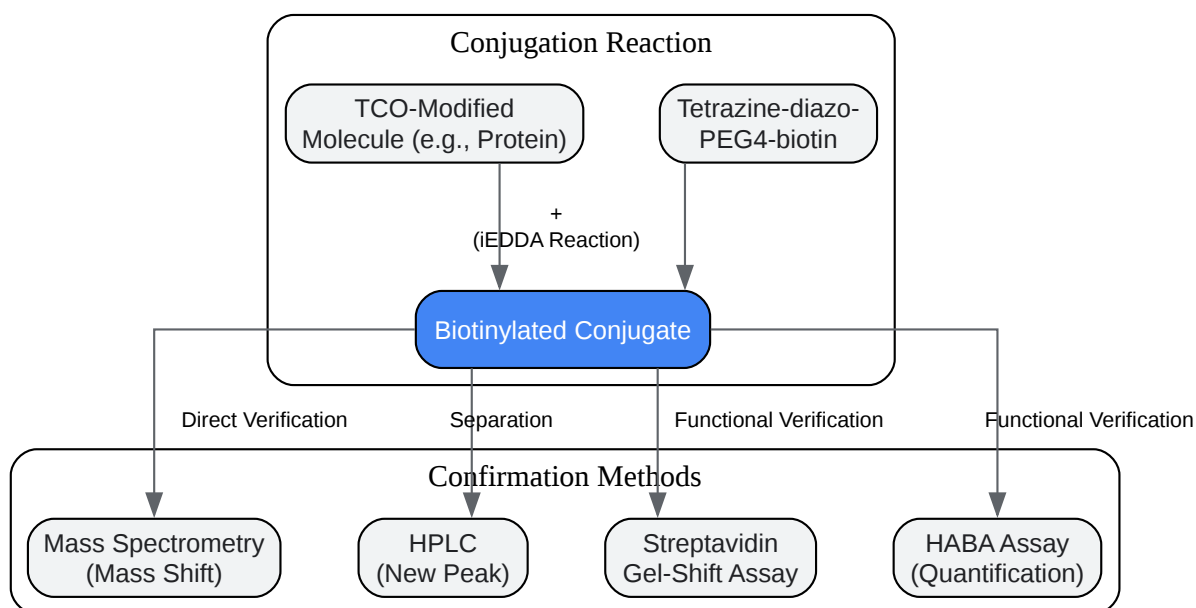 Conjugation Reaction
TCO-Modified
Molecule (e.g., Protein)
Tetrazine-diazo-
PEG4-biotin
+
(iEDDA Reaction)
Biotinylated Conjugate
Direct Verification
Separation
Functional Verification
Functional Verification
Confirmation Methods
Mass Spectrometry
(Mass Shift)
HPLC
(New Peak)
Streptavidin
Gel-Shift Assay
HABA Assay
(Quantification)